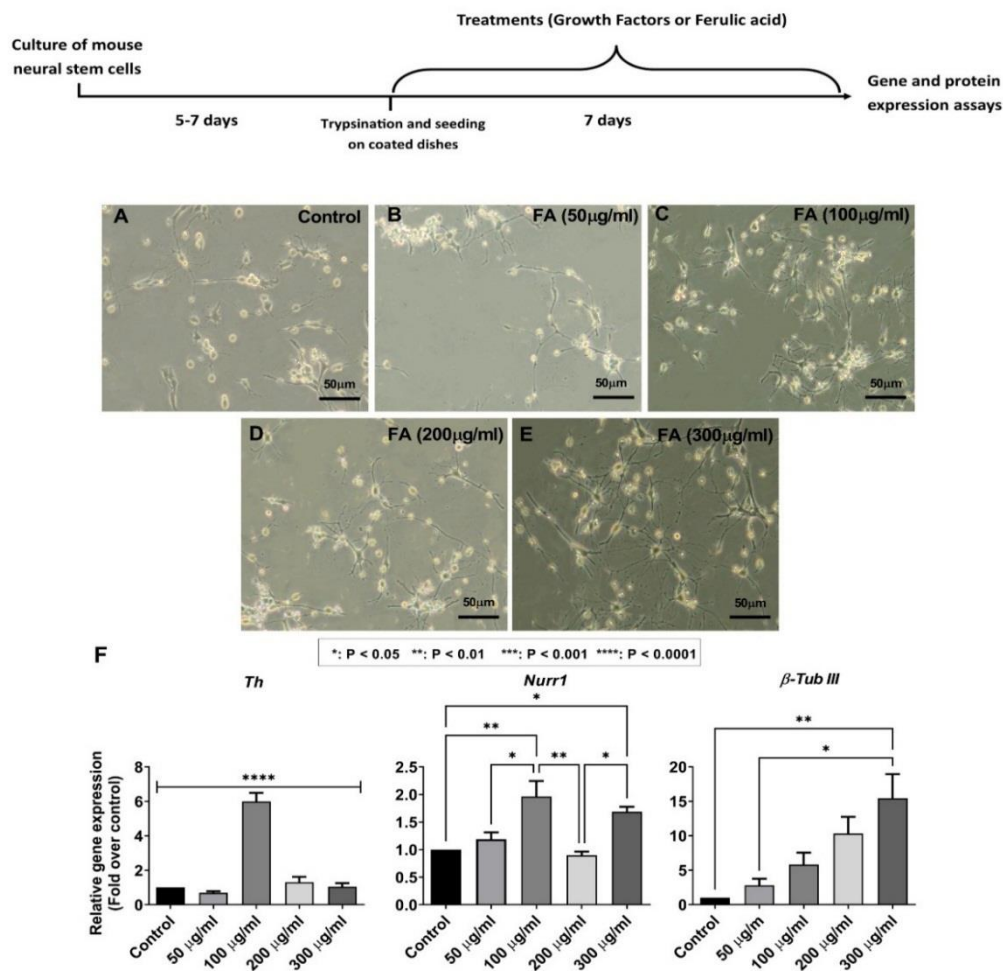 Treatments (Growth Factors or Ferulic acid)
Culture of mouse
neural stem cells
Gene and protein
expression assays
5-7 days
Trypsination and seeding
on coated dishes
7 days
A
Control
50μm
B
FA (50μg/ml)
50μm
C
FA (100μg/ml)
50μm
D
FA (200μg/ml)
50μm
E
FA (300μg/ml)
50μm
F
*: P < 0.05 **: P < 0.01 ***: P < 0.001 ****: P < 0.0001
Th
Relative gene expression
(Fold over control)
8
6
4
2
0
****
Control
50 μg/ml
100 μg/ml
200 μg/ml
300 μg/ml
Nurr1
*
**
*
**
*
2.5
2.0
1.5
1.0
0.5
0.0
Control
50 μg/ml
100 μg/ml
200 μg/ml
300 μg/ml
β-Tub III
**
*
20
15
10
5
0
Control
50 μg/m
100 μg/ml
200 μg/ml
300 μg/ml